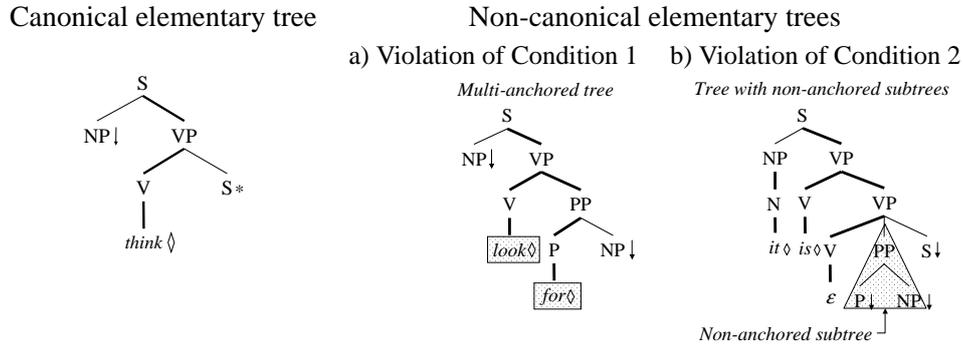 Canonical elementary tree
Non-canonical elementary trees
a) Violation of Condition 1
b) Violation of Condition 2
Multi-anchored tree
Tree with non-anchored subtrees
S
NP↓ VP
V S*
think◊
S
NP↓ VP
V PP
look◊ P NP↓
for◊
S
NP VP
N V VP
it◊ is◊ V PP S↓
ε P↓ NP↓
Non-anchored subtree